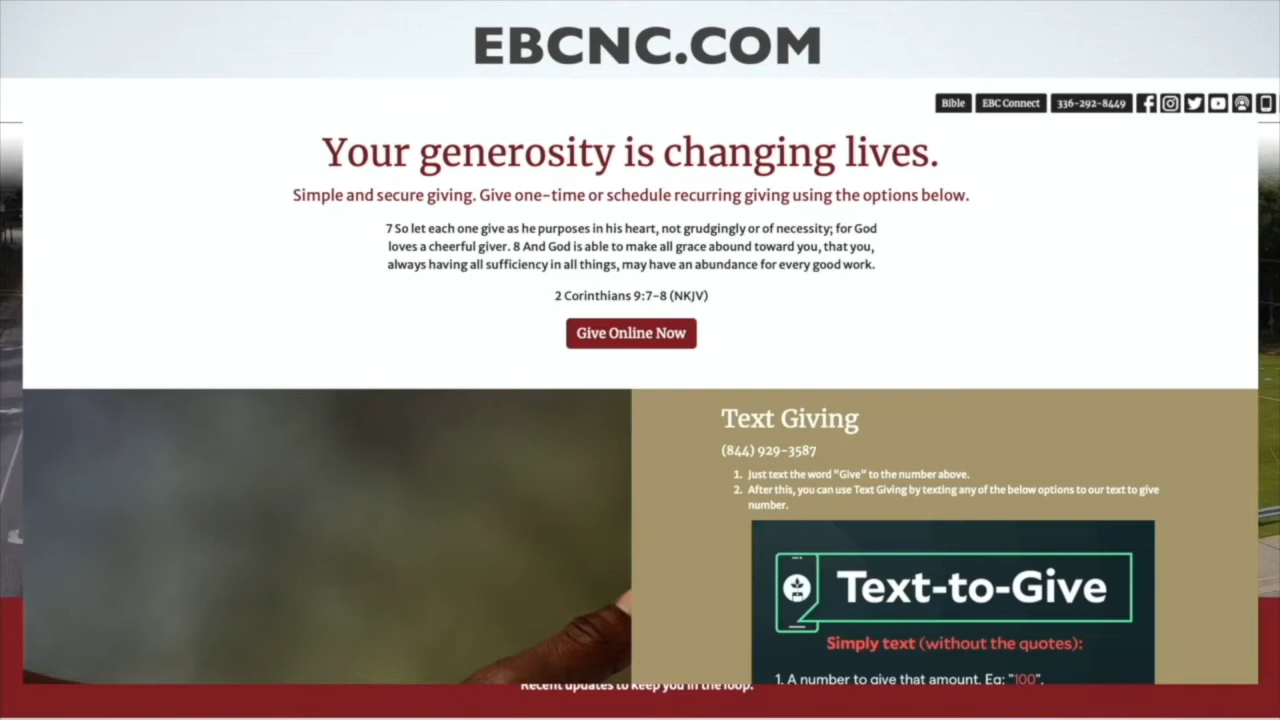 EBCNC.COM
Bible EBC Connect 336-292-8449
Your generosity is changing lives.
Simple and secure giving. Give one-time or schedule recurring giving using the options below.
7 So let each one give as he purposes in his heart, not grudgingly or of necessity; for God
loves a cheerful giver. 8 And God is able to make all grace abound toward you, that you,
always having all sufficiency in all things, may have an abundance for every good work.
2 Corinthians 9:7-8 (NKJV)
Give Online Now
Text Giving
(844) 929-3587
1. Just text the word "Give" to the number above.
2. After this, you can use Text Giving by texting any of the below options to our text to give
number.
Text-to-Give
Simply text (without the quotes):
1. A number to give that amount. Eg: "100".
Recent updates to keep you in the loop.